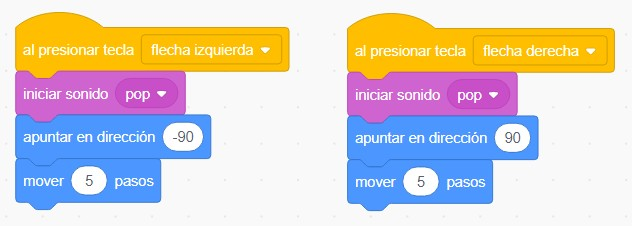 al presionar tecla flecha izquierda
iniciar sonido pop
apuntar en dirección -90
mover 5 pasos
al presionar tecla flecha derecha
iniciar sonido pop
apuntar en dirección 90
mover 5 pasos